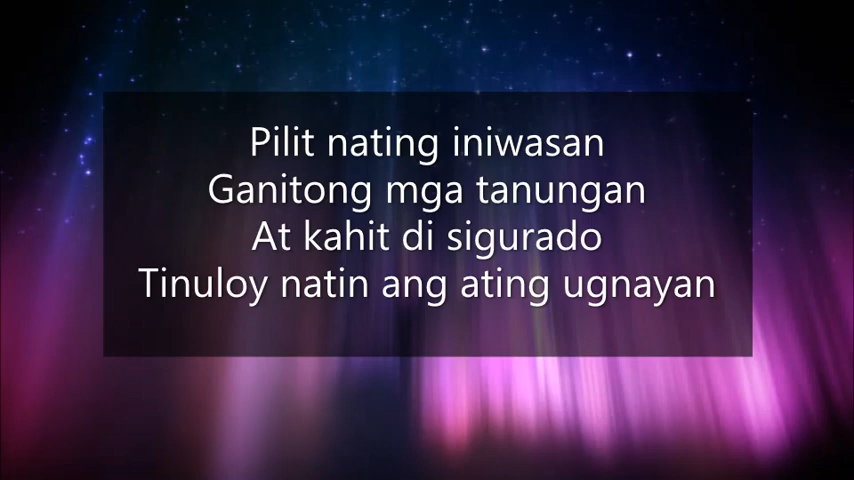 Pilit nating iniwasan
Ganitong mga tanungan
At kahit di sigurado
Tinuloy natin ang ating ugnayan